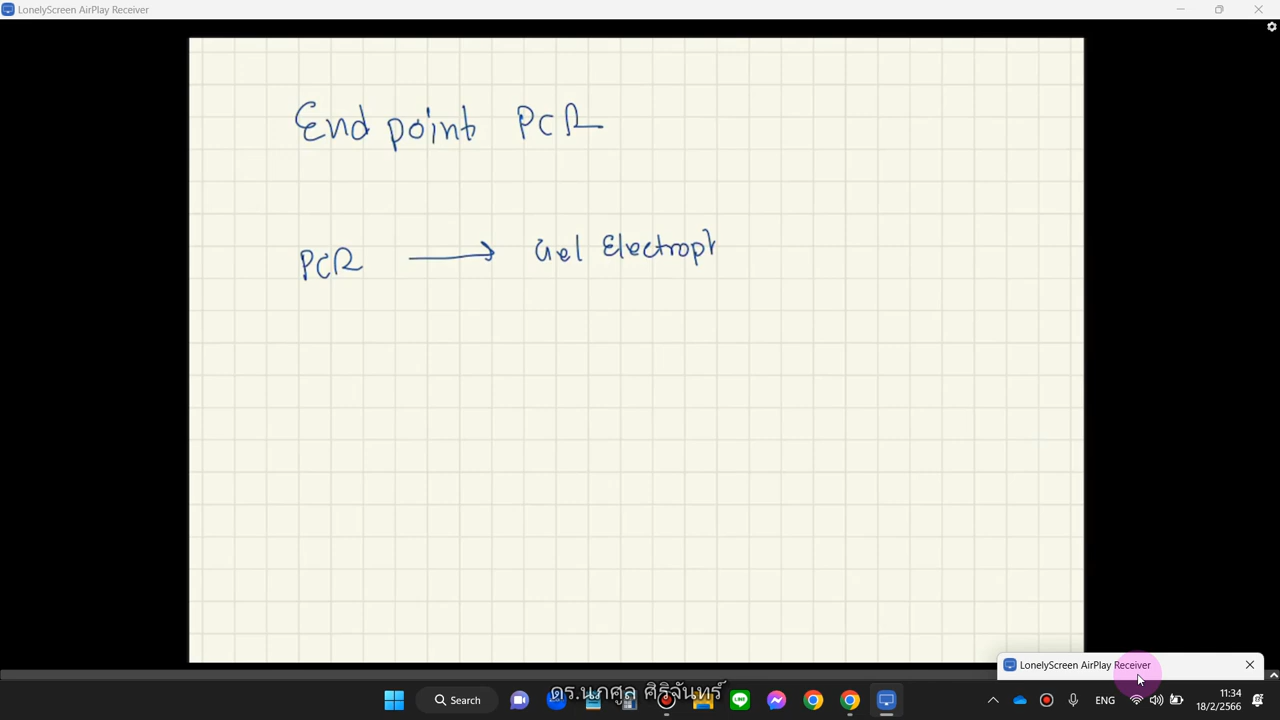 LonelyScreen AirPlay Receiver
End point PCR
PCR → Gel Electroph
LonelyScreen AirPlay Receiver
Search
ดร.นภศล ศิริจันทร์
LINE
ENG
11:34
18/2/2566